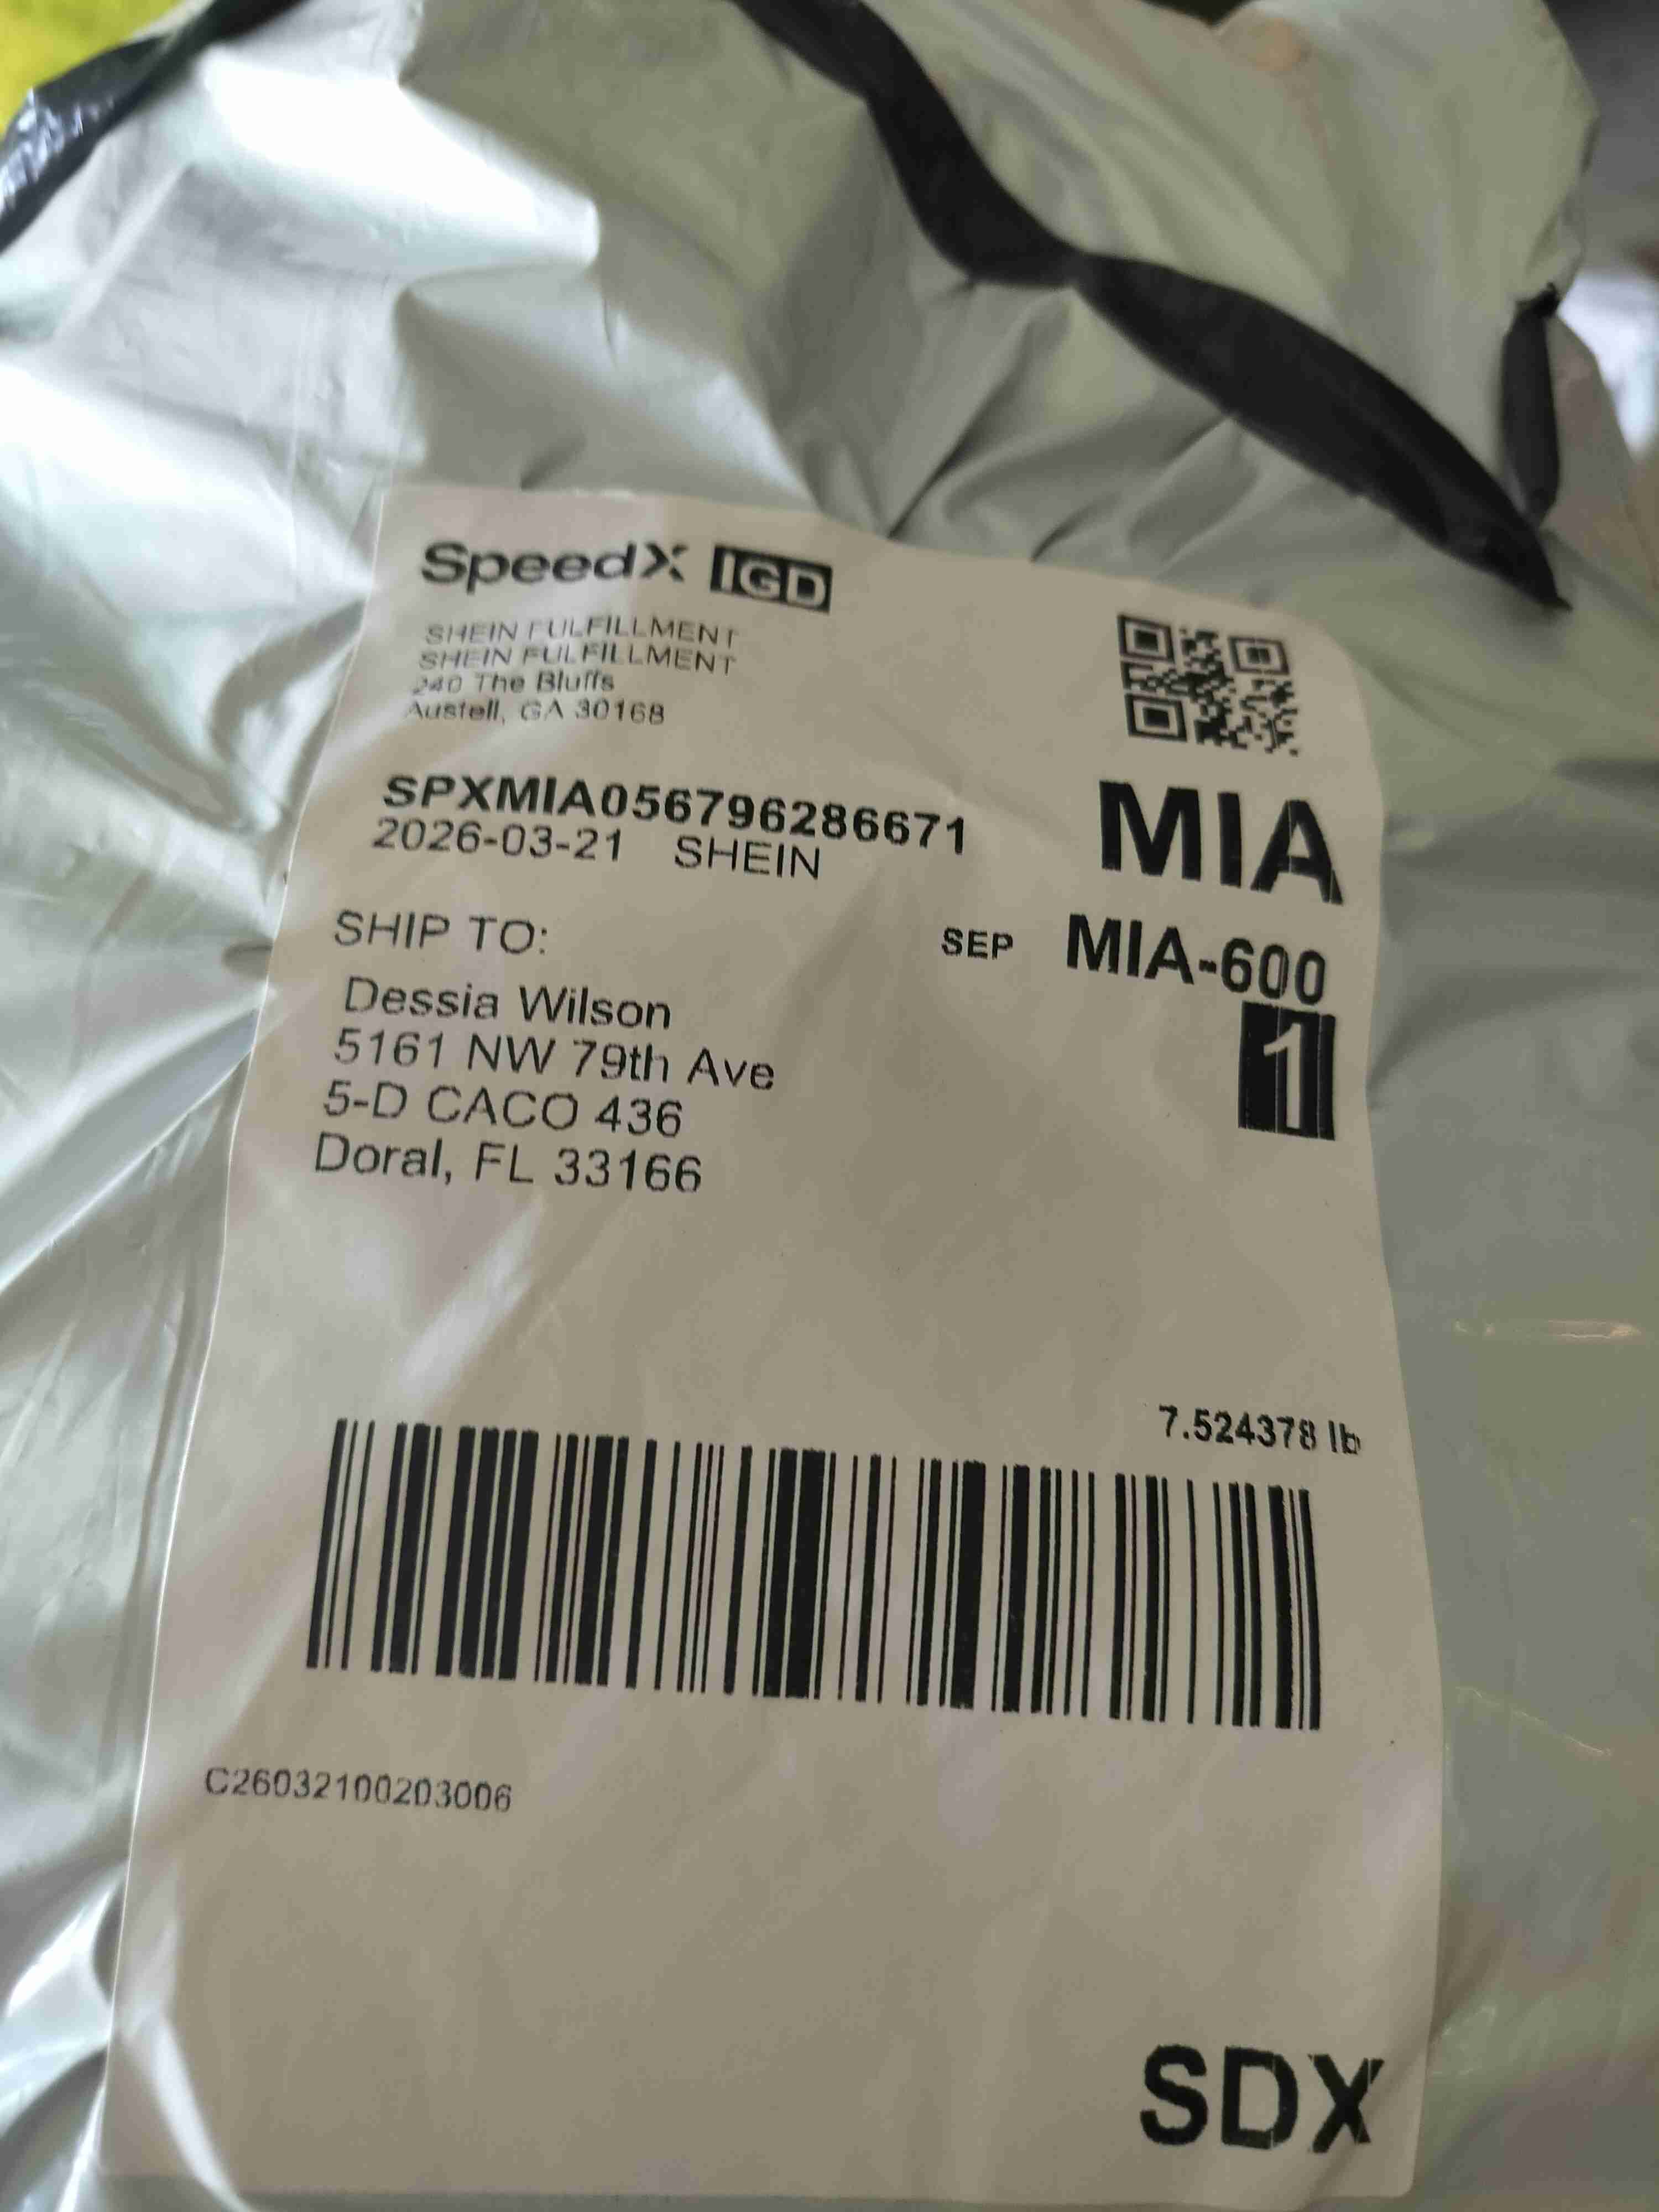 SpeedX IGD
SHEIN FULFILLMENT
SHEIN FULFILLMENT
240 The Bluffs
Austell, GA 30168
SPXMIA056796286671
2026-03-21 SHEIN
MIA
SHIP TO:
SEP MIA-600
1
Dessia Wilson
5161 NW 79th Ave
5-D CACO 436
Doral, FL 33166
7.524378 lb
C26032100203006
SDX